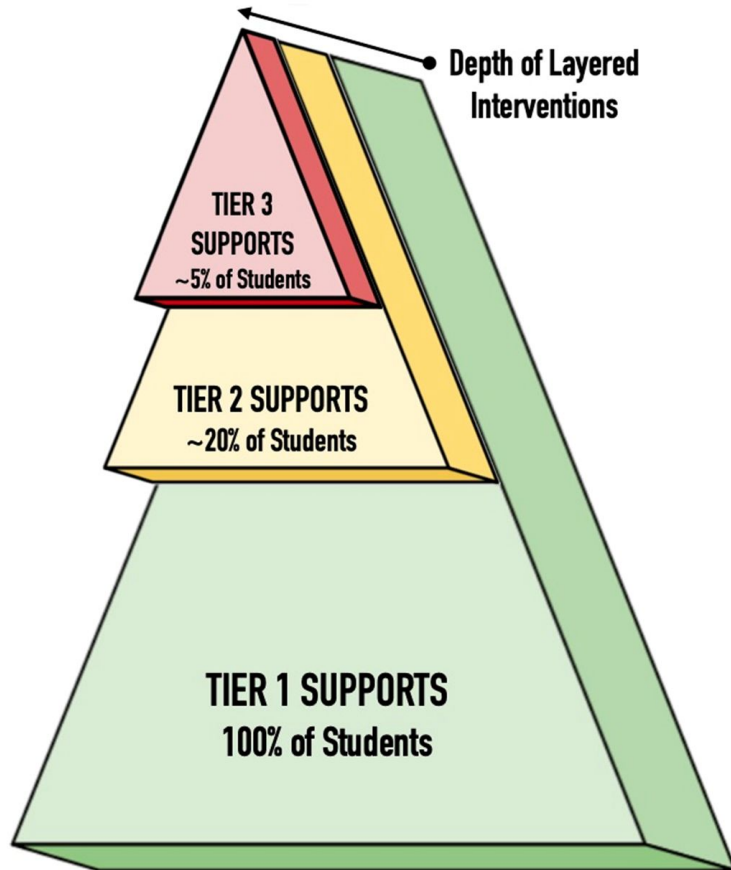 Depth of Layered
Interventions
TIER 3
SUPPORTS
~5% of Students
TIER 2 SUPPORTS
~20% of Students
TIER 1 SUPPORTS
100% of Students